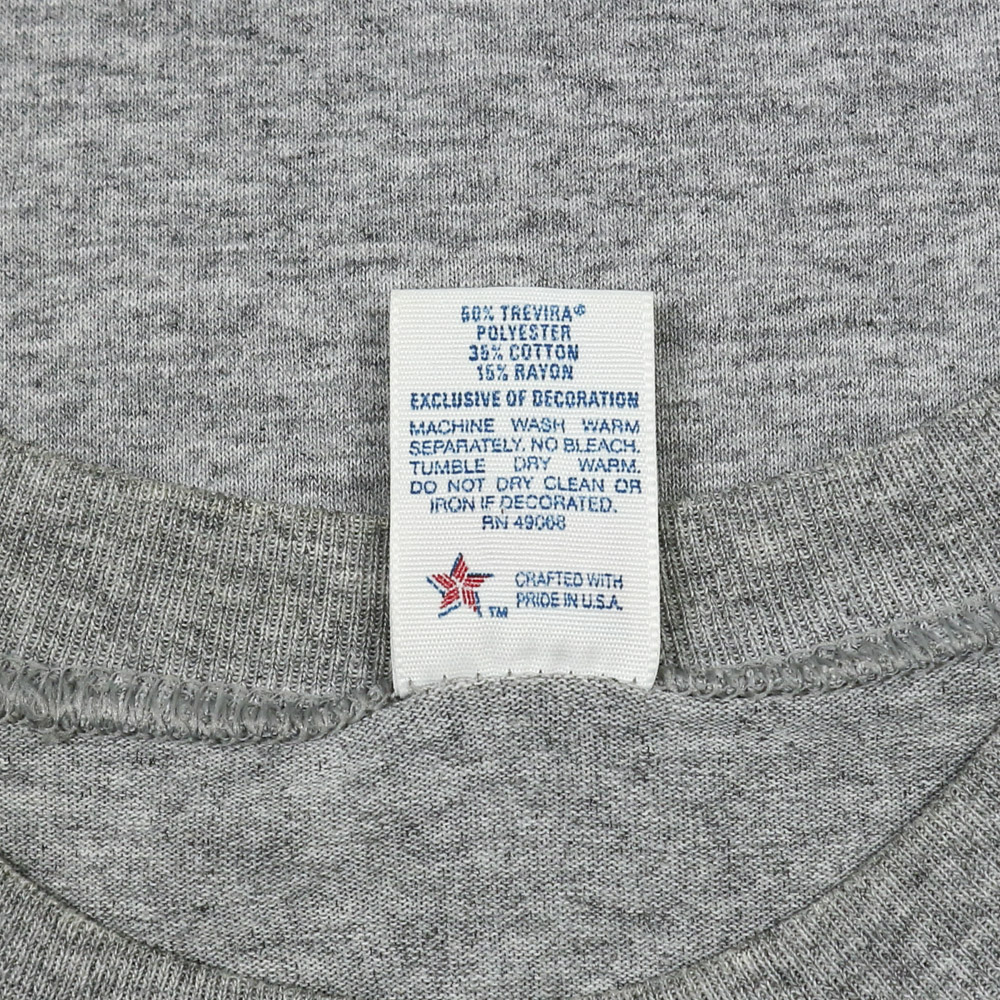 50% TREVIRA®
POLYESTER
35% COTTON
15% RAYON
EXCLUSIVE OF DECORATION
MACHINE WASH WARM
SEPARATELY. NO BLEACH.
TUMBLE DRY WARM.
DO NOT DRY CLEAN OR
IRON IF DECORATED.
RN 49068
TM
CRAFTED WITH
PRIDE IN U.S.A.